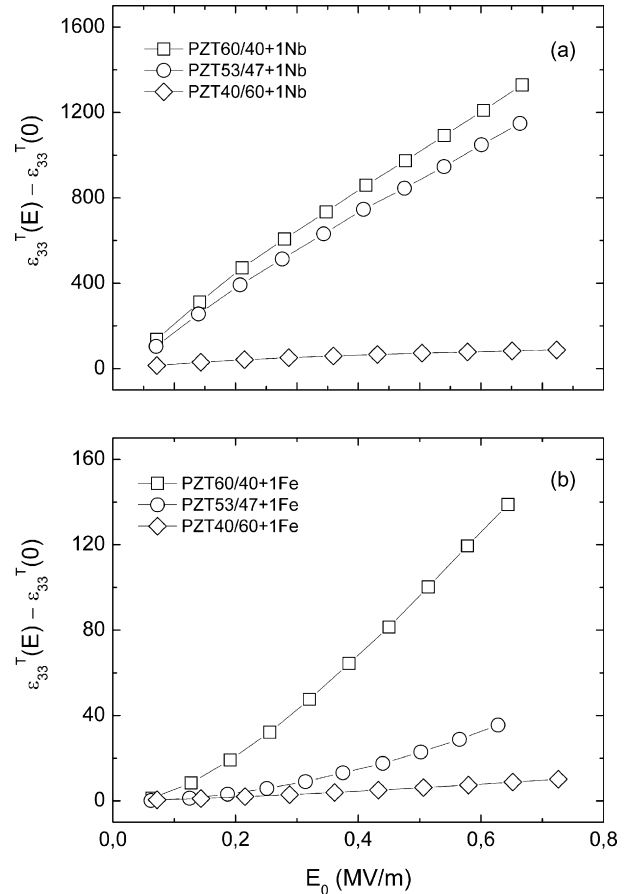 1600
(a)
PZT60/40+1Nb
PZT53/47+1Nb
1200
PZT40/60+1Nb
ε33T(E) – ε33T(0)
800
400
0
160
(b)
PZT60/40+1Fe
PZT53/47+1Fe
120
PZT40/60+1Fe
ε33T(E) – ε33T(0)
80
40
0
0,0 0,2 0,4 0,6 0,8
E0 (MV/m)